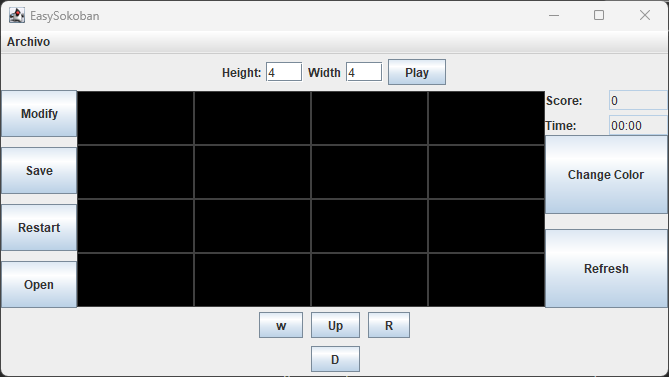 EasySokoban
Archivo
Height: 4 Width 4 Play
Modify
Score: 0
Time: 00:00
Save
Change Color
Restart
Refresh
Open
w Up R
D